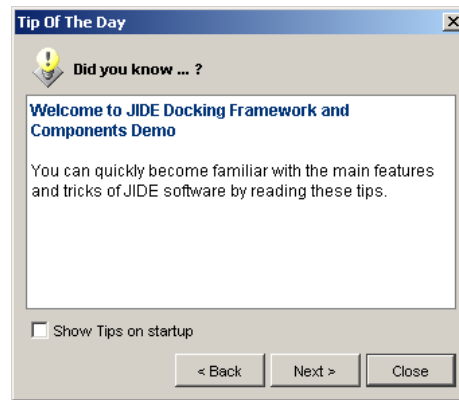 Tip Of The Day
Did you know ... ?
Welcome to JIDE Docking Framework and
Components Demo
You can quickly become familiar with the main features
and tricks of JIDE software by reading these tips.
Show Tips on startup
< Back Next > Close